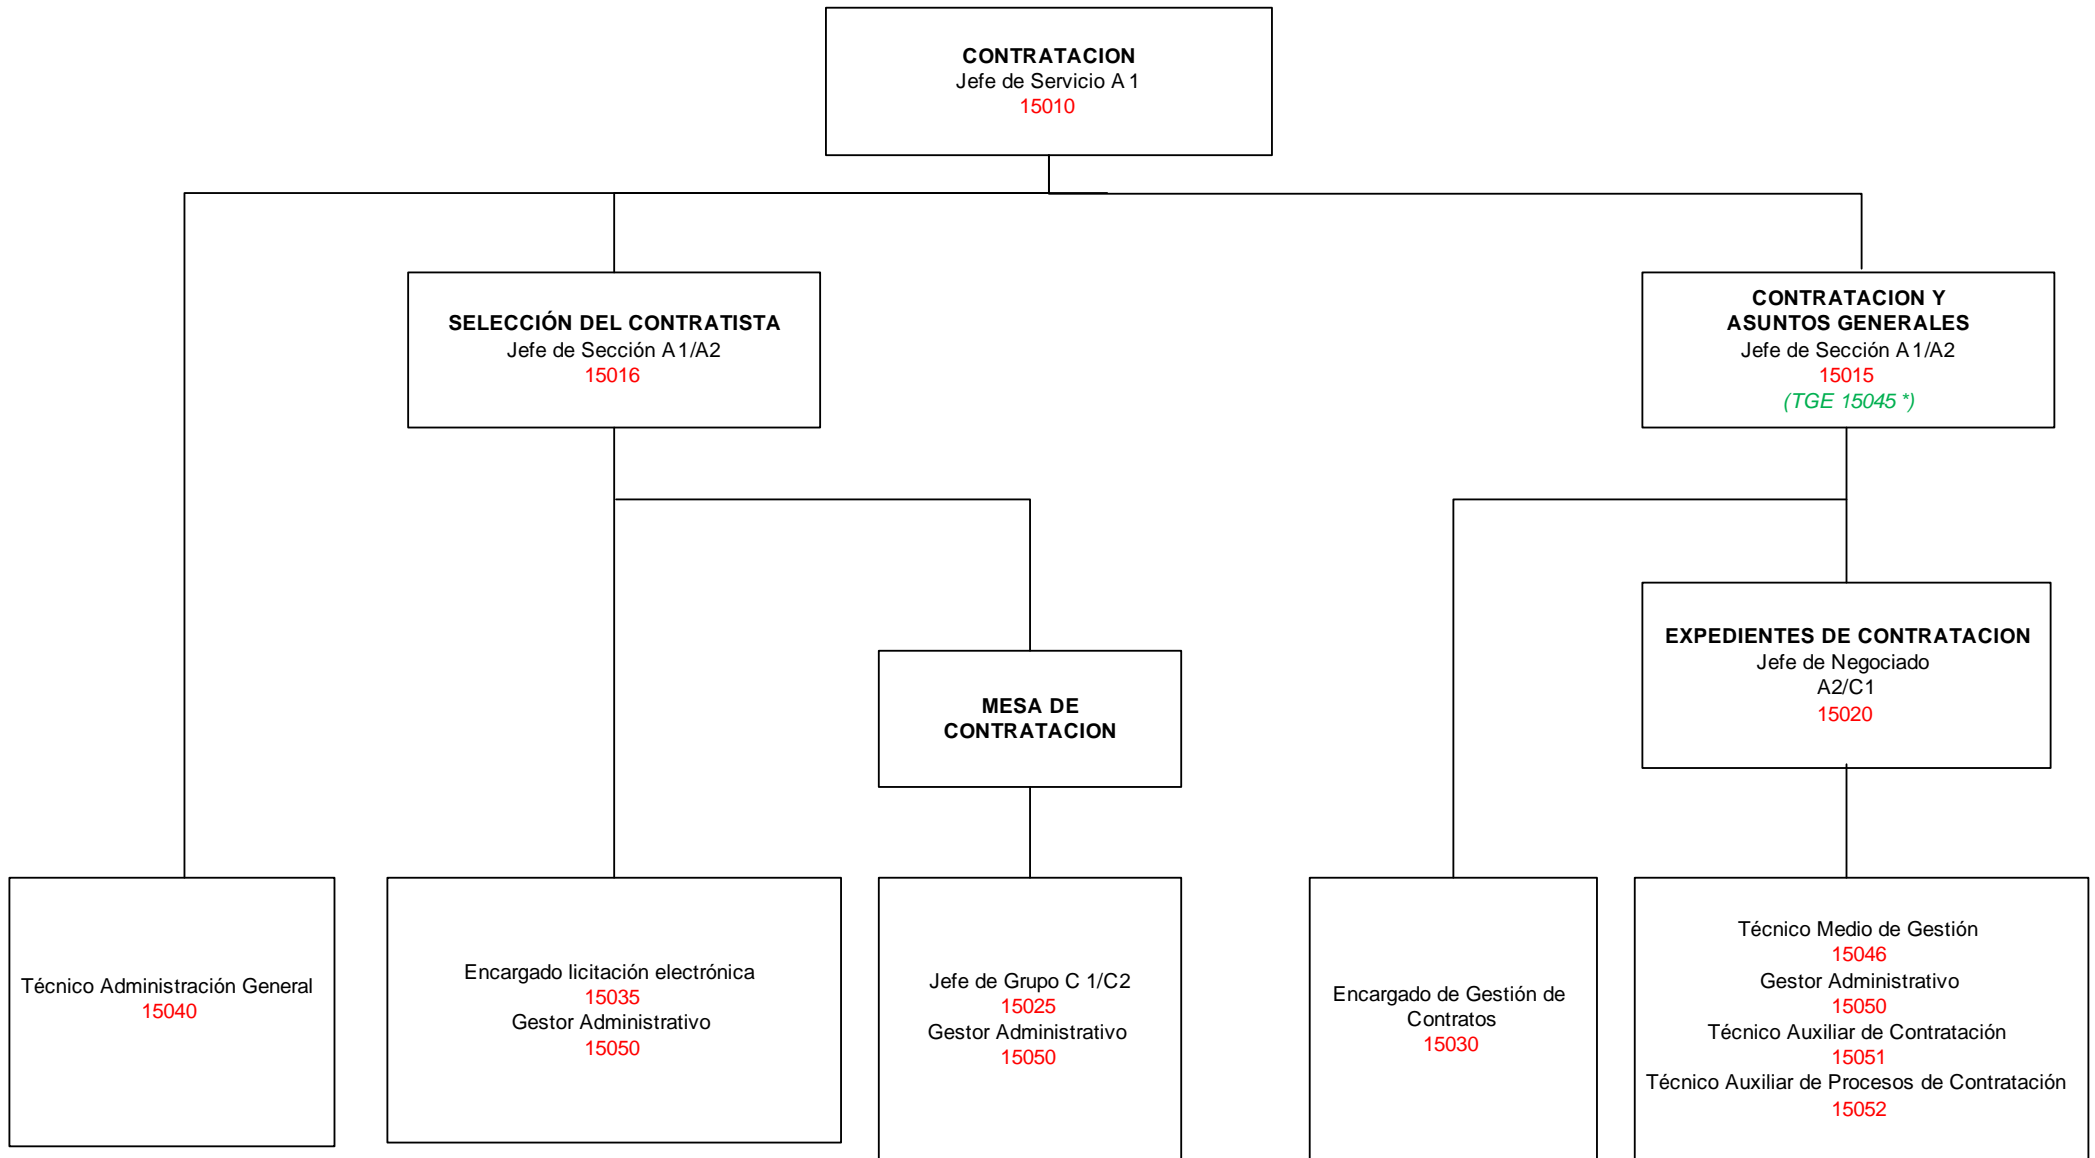 CONTRATACION
Jefe de Servicio A 1
15010
SELECCIÓN DEL CONTRATISTA
Jefe de Sección A 1/A2
15016
CONTRATACION Y
ASUNTOS GENERALES
Jefe de Sección A 1/A2
15015
(TGE 15045 *)
EXPEDIENTES DE CONTRATACION
Jefe de Negociado
A2/C1
15020
MESA DE
CONTRATACION
Técnico Administración General
15040
Encargado licitación electrónica
15035
Gestor Administrativo
15050
Jefe de Grupo C 1/C2
15025
Gestor Administrativo
15050
Encargado de Gestión de
Contratos
15030
Técnico Medio de Gestión
15046
Gestor Administrativo
15050
Técnico Auxiliar de Contratación
15051
Técnico Auxiliar de Procesos de Contratación
15052